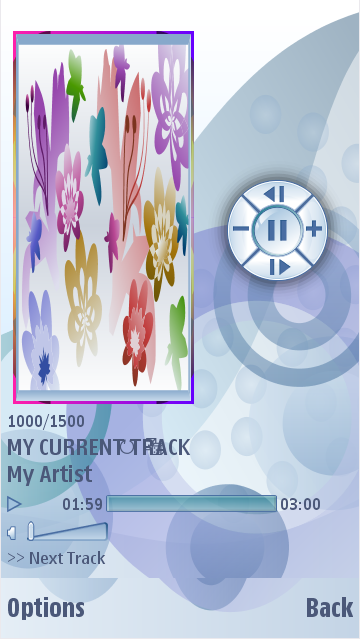 1000/1500
MY CURRENT TRACK
My Artist
01:59 03:00
>> Next Track
Options Back